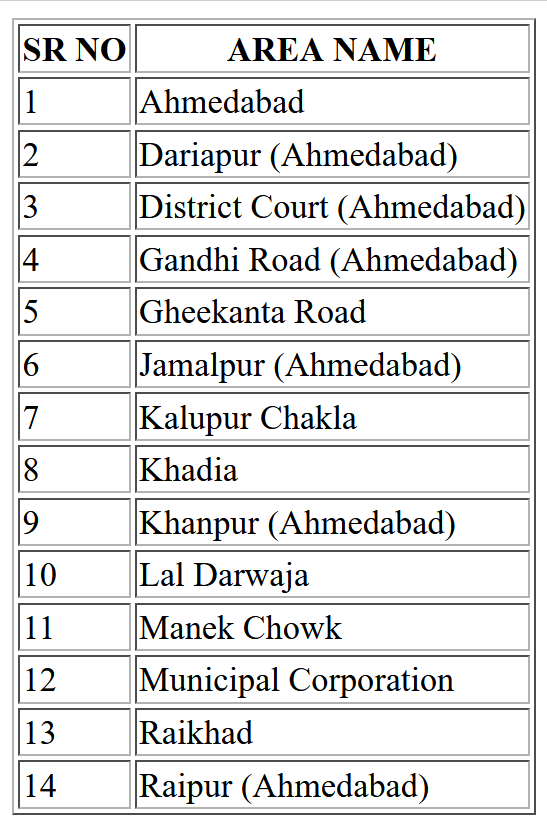 SR NO AREA NAME
1 Ahmedabad
2 Dariapur (Ahmedabad)
3 District Court (Ahmedabad)
4 Gandhi Road (Ahmedabad)
5 Gheekanta Road
6 Jamalpur (Ahmedabad)
7 Kalupur Chakla
8 Khadia
9 Khanpur (Ahmedabad)
10 Lal Darwaja
11 Manek Chowk
12 Municipal Corporation
13 Raikhad
14 Raipur (Ahmedabad)